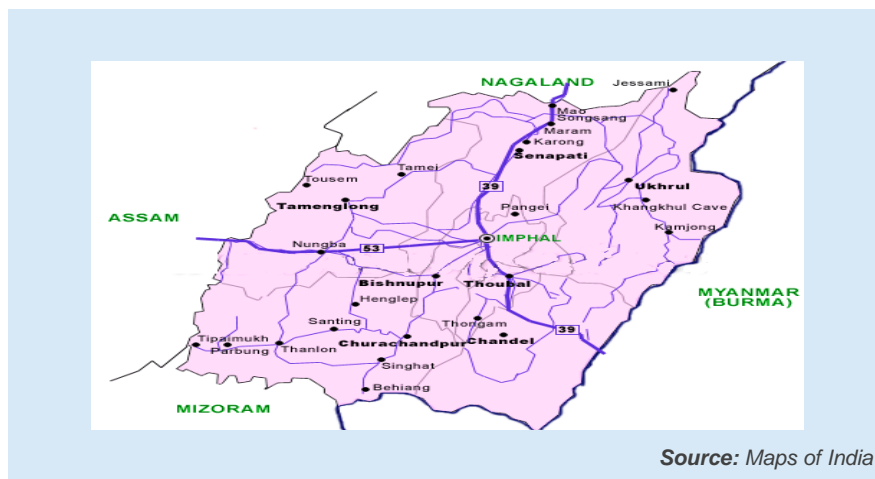 NAGALAND
Jessami
Mao
Songsang
Maram
Karong
Senapati
Tamei
Tousem
39
Ukhrul
Tamenglong
Pangei
Khangkhul Cave
ASSAM
Kamjong
IMPHAL
Nungba
53
Bishnupur
Thoubal
MYANMAR
(BURMA)
Henglep
Santing
Thongam
39
Tipaimukh
Parbung
Thanlon
Churachandpur
Chandel
Singhat
Behiang
MIZORAM
Source: Maps of India